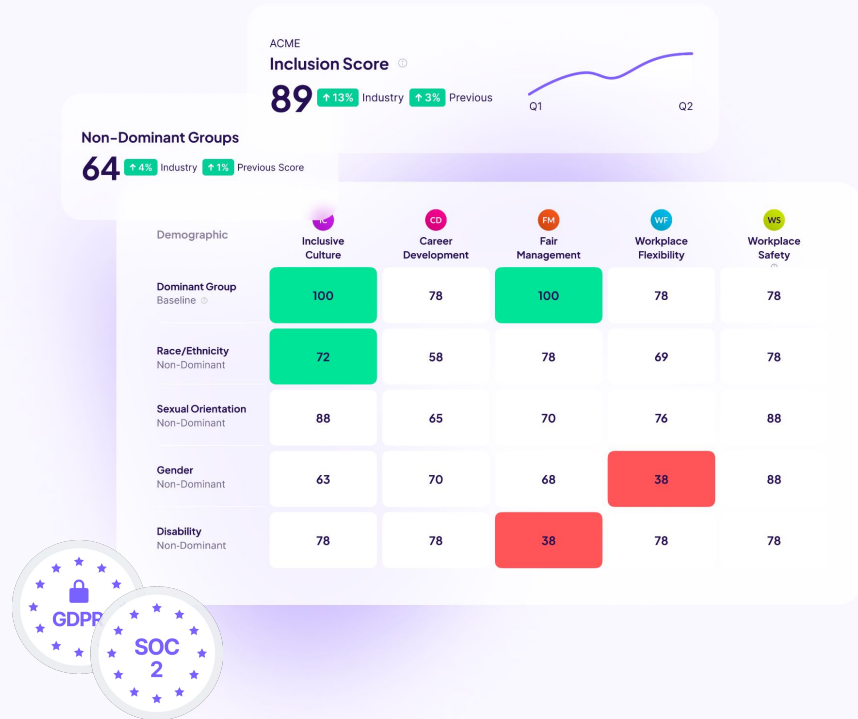 ACME
Inclusion Score
89 ↑ 13% Industry ↑ 3% Previous
Q1 Q2
Non-Dominant Groups
64 ↑ 4% Industry ↑ 1% Previous Score
IC CD FM WF WS
Demographic
Inclusive Career Fair Workplace Workplace
Culture Development Management Flexibility Safety
Dominant Group
Baseline
100 78 100 78 78
Race/Ethnicity
Non-Dominant
72 58 78 69 78
Sexual Orientation
Non-Dominant
88 65 70 76 88
Gender
Non-Dominant
63 70 68 38 88
Disability
Non-Dominant
78 78 38 78 78
GDPR
SOC
2